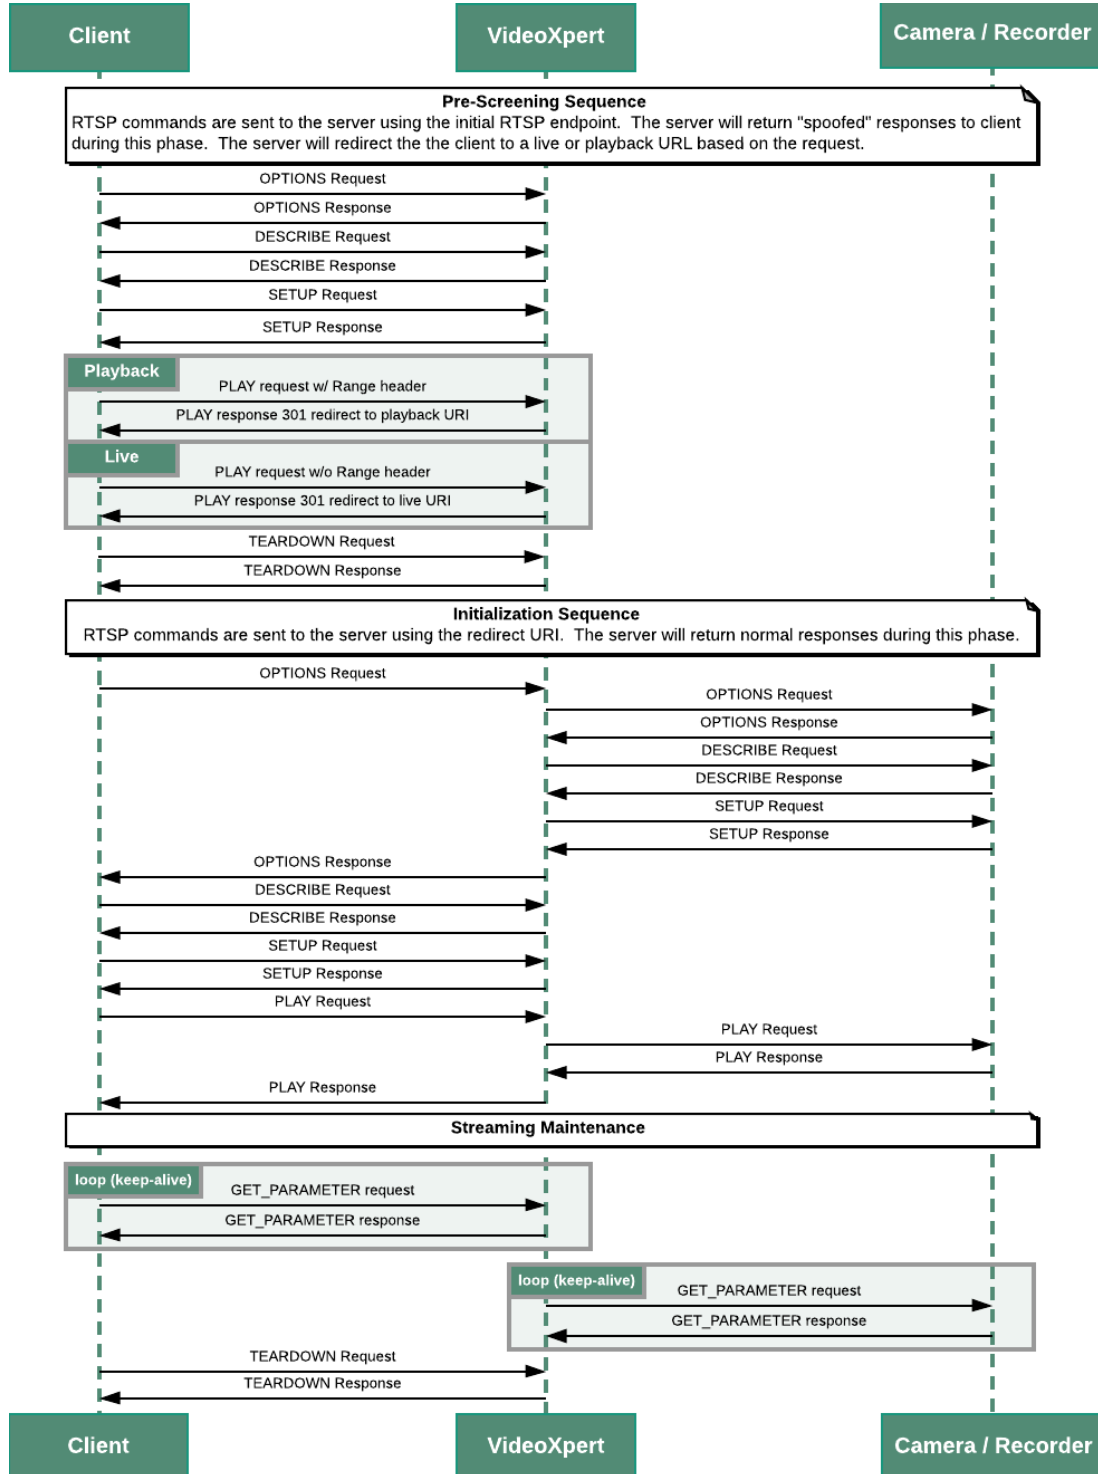 Client
VideoXpert
Camera / Recorder
Pre-Screening Sequence
RTSP commands are sent to the server using the initial RTSP endpoint.  The server will return "spoofed" responses to client
during this phase.  The server will redirect the the client to a live or playback URL based on the request.
OPTIONS Request
OPTIONS Response
DESCRIBE Request
DESCRIBE Response
SETUP Request
SETUP Response
Playback
PLAY request w/ Range header
PLAY response 301 redirect to playback URI
Live
PLAY request w/o Range header
PLAY response 301 redirect to live URI
TEARDOWN Request
TEARDOWN Response
Initialization Sequence
RTSP commands are sent to the server using the redirect URI.  The server will return normal responses during this phase.
OPTIONS Request
OPTIONS Request
OPTIONS Response
DESCRIBE Request
DESCRIBE Response
SETUP Request
SETUP Response
OPTIONS Response
DESCRIBE Request
DESCRIBE Response
SETUP Request
SETUP Response
PLAY Request
PLAY Request
PLAY Response
PLAY Response
Streaming Maintenance
loop (keep-alive)
GET_PARAMETER request
GET_PARAMETER response
loop (keep-alive)
GET_PARAMETER request
GET_PARAMETER response
TEARDOWN Request
TEARDOWN Response
Client
VideoXpert
Camera / Recorder